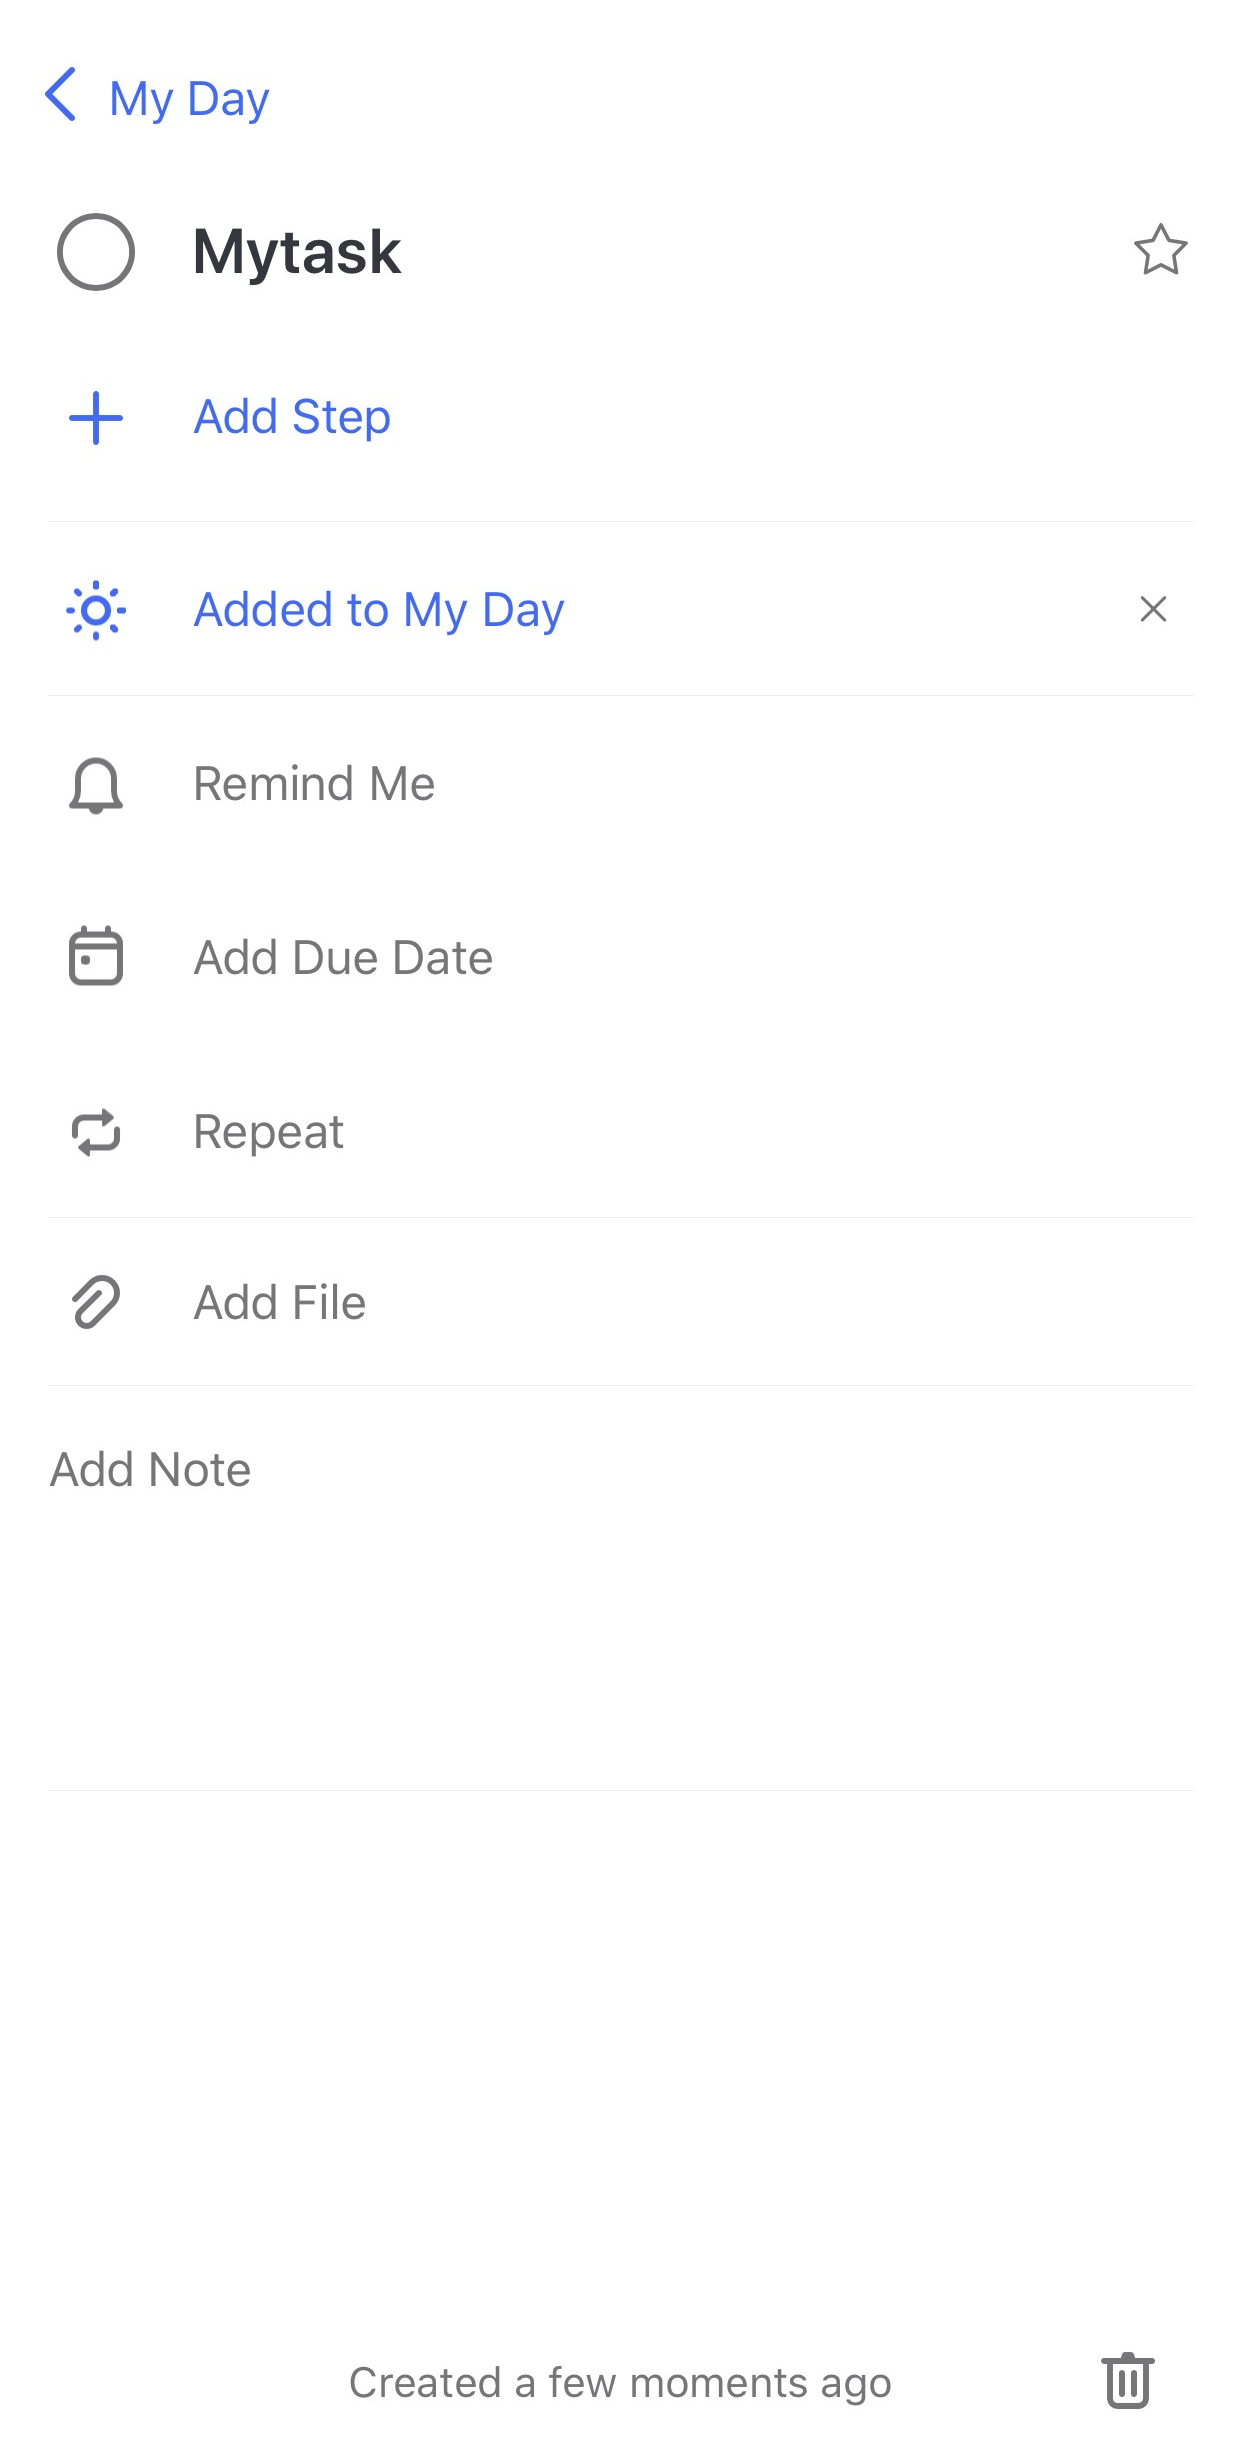 My Day
Mytask
Add Step
Added to My Day
Remind Me
Add Due Date
Repeat
Add File
Add Note
Created a few moments ago